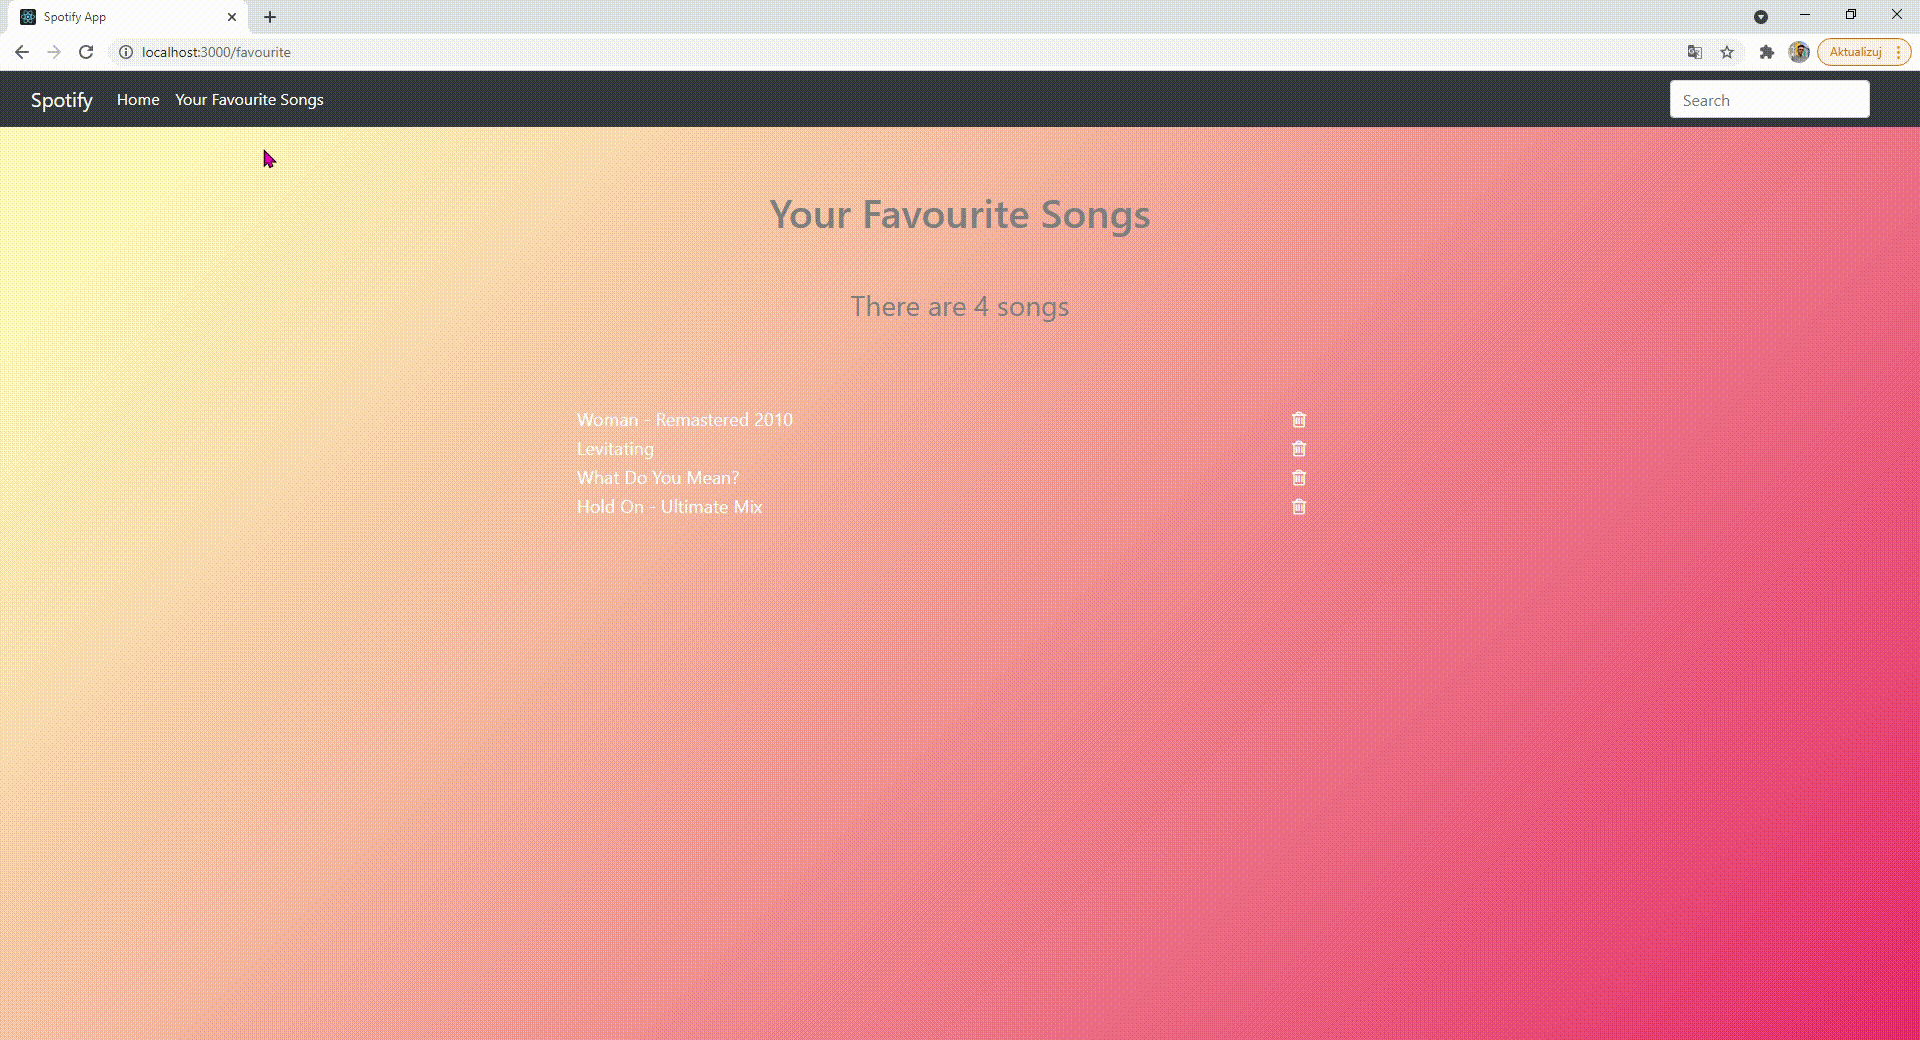 Spotify App
localhost:3000/favourite
Aktualizuj
Spotify Home Your Favourite Songs Search
Your Favourite Songs
There are 4 songs
Woman - Remastered 2010
Levitating
What Do You Mean?
Hold On - Ultimate Mix